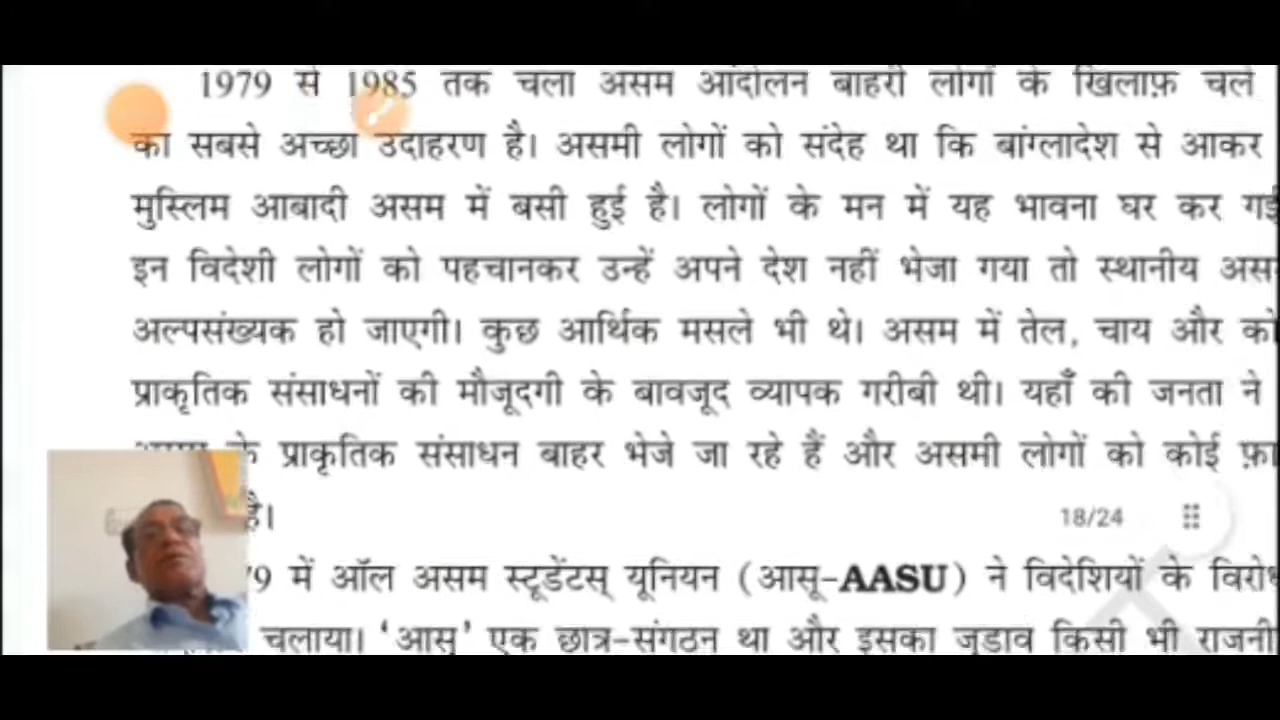 1979 से 1985 तक चला असम आंदोलन बाहरी लोगों के खिलाफ़ चले
का सबसे अच्छा उदाहरण है। असमी लोगों को संदेह था कि बांग्लादेश से आकर
मुस्लिम आबादी असम में बसी हुई है। लोगों के मन में यह भावना घर कर गई
इन विदेशी लोगों को पहचानकर उन्हें अपने देश नहीं भेजा गया तो स्थानीय
अल्पसंख्यक हो जाएगी। कुछ आर्थिक मसले भी थे। असम में तेल, चाय और
प्राकृतिक संसाधनों की मौजूदगी के बावजूद व्यापक गरीबी थी। यहाँ की जनता ने
के प्राकृतिक संसाधन बाहर भेजे जा रहे हैं और असमी लोगों को कोई
है।
18/24
9 में ऑल असम स्टूडेंटस् यूनियन (आसू-AASU) ने विदेशियों के
चलाया। ‘आसू’ एक छात्र-संगठन था और इसका जुडाव किसी भी